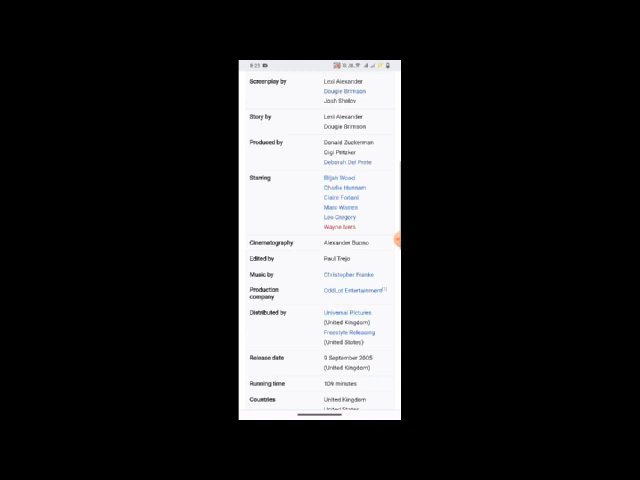 Screenplay by Lexi Alexander
Dougie Brimson
Josh Shelov
Story by Lexi Alexander
Dougie Brimson
Produced by Donald Zuckerman
Gigi Pritzker
Deborah Del Prete
Starring Elijah Wood
Charlie Hunnam
Claire Forlani
Marc Warren
Leo Gregory
Cinematography Alexander Buono
Edited by Paul Trejo
Music by Christopher Franke
Production OddLot Entertainment[1]
company
Distributed by Universal Pictures
(United Kingdom)
Freestyle Releasing
(United States)
Release date 9 September 2005
(United Kingdom)
Running time 109 minutes
Countries United Kingdom
United States